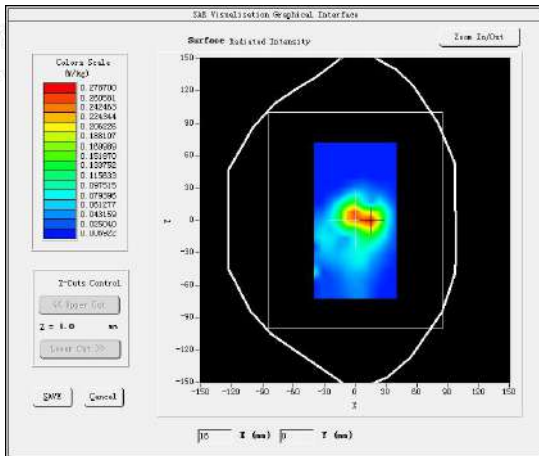 SAR Visualisation Graphical Interface
Surface Radiated Intensity
Zoom In/Out
Colors Scale
(W/kg)
0.278700
0.260581
0.242463
0.224344
0.206226
0.188107
0.169989
0.151870
0.133752
0.115633
0.097515
0.079396
0.061277
0.043159
0.025040
0.006922
150
120
90
60
30
0
-30
-60
-90
-120
-150
-150 -120 -90 -60 -30 0 30 60 90 120 150
X
Z-Cuts Control
<< Upper Cut
Z = 4.0 mm
Lower Cut >>
SAVE
Cancel
16 X (mm) 0 Y (mm)